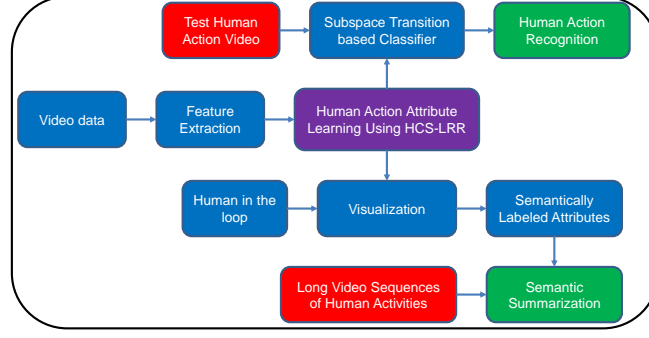 Test Human
Action Video
Subspace Transition
based Classifier
Human Action
Recognition
Video data
Feature
Extraction
Human Action Attribute
Learning Using HCS-LRR
Human in the
loop
Visualization
Semantically
Labeled Attributes
Long Video Sequences
of Human Activities
Semantic
Summarization